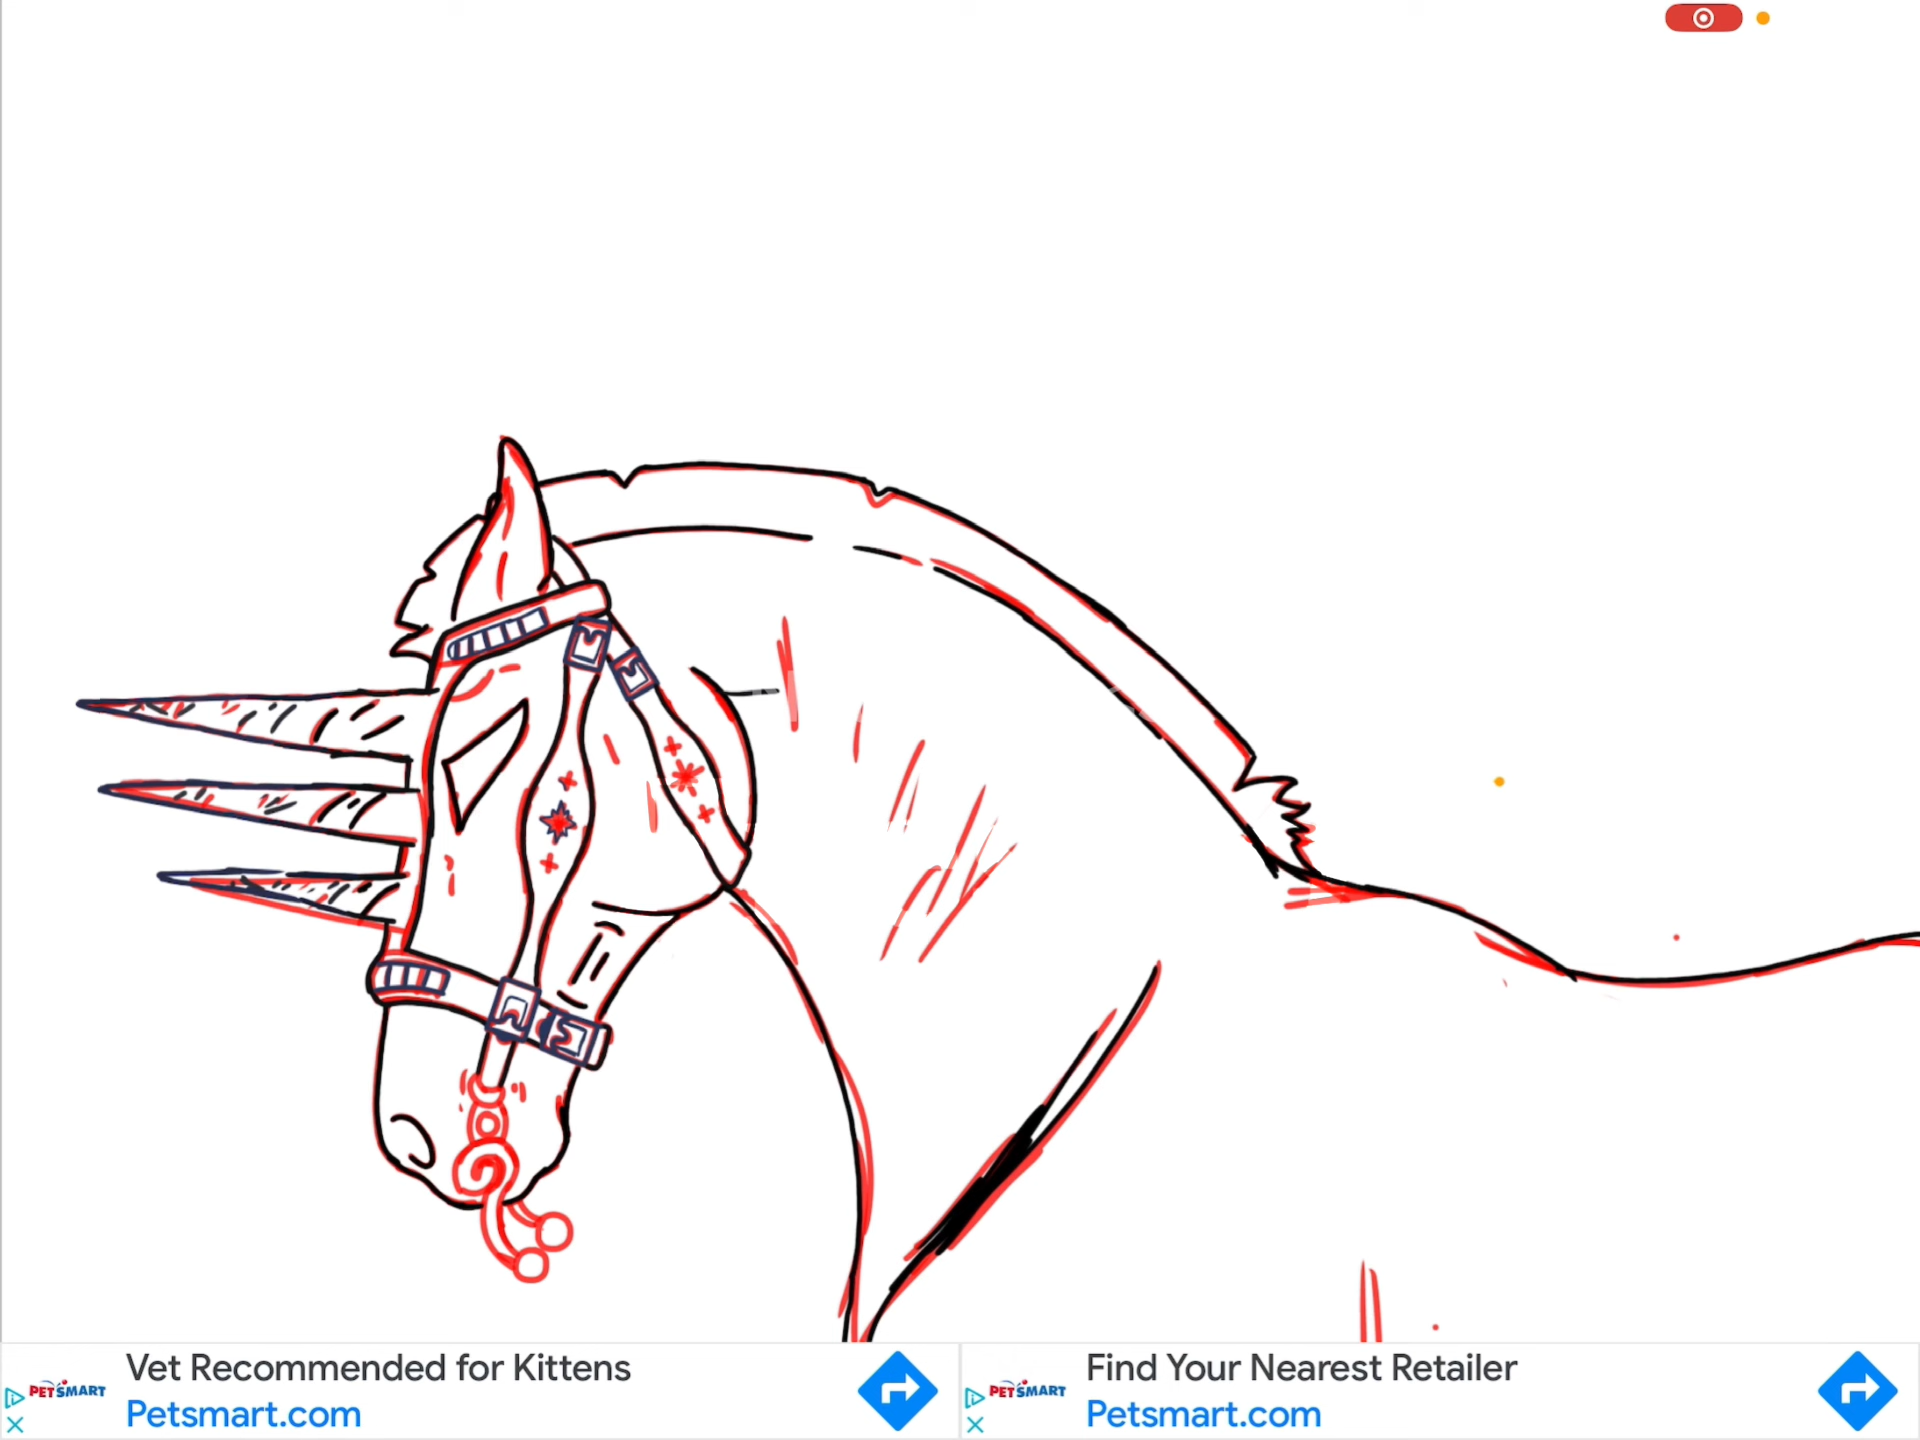 Vet Recommended for Kittens
PETSMART
Petsmart.com
Find Your Nearest Retailer
PETSMART
Petsmart.com